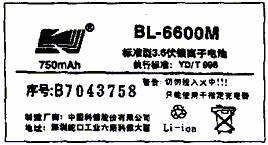 BL-6600M
标准型3.6伏锂离子电池
执行标准: YD/T 998
750mAh
警告: 切勿投入火中!!!
只能使用于指定充电器
序号:B7043758
制造厂商: 中国科健股份有限公司
地址: 深圳蛇口工业六路科健大厦
Li-ion